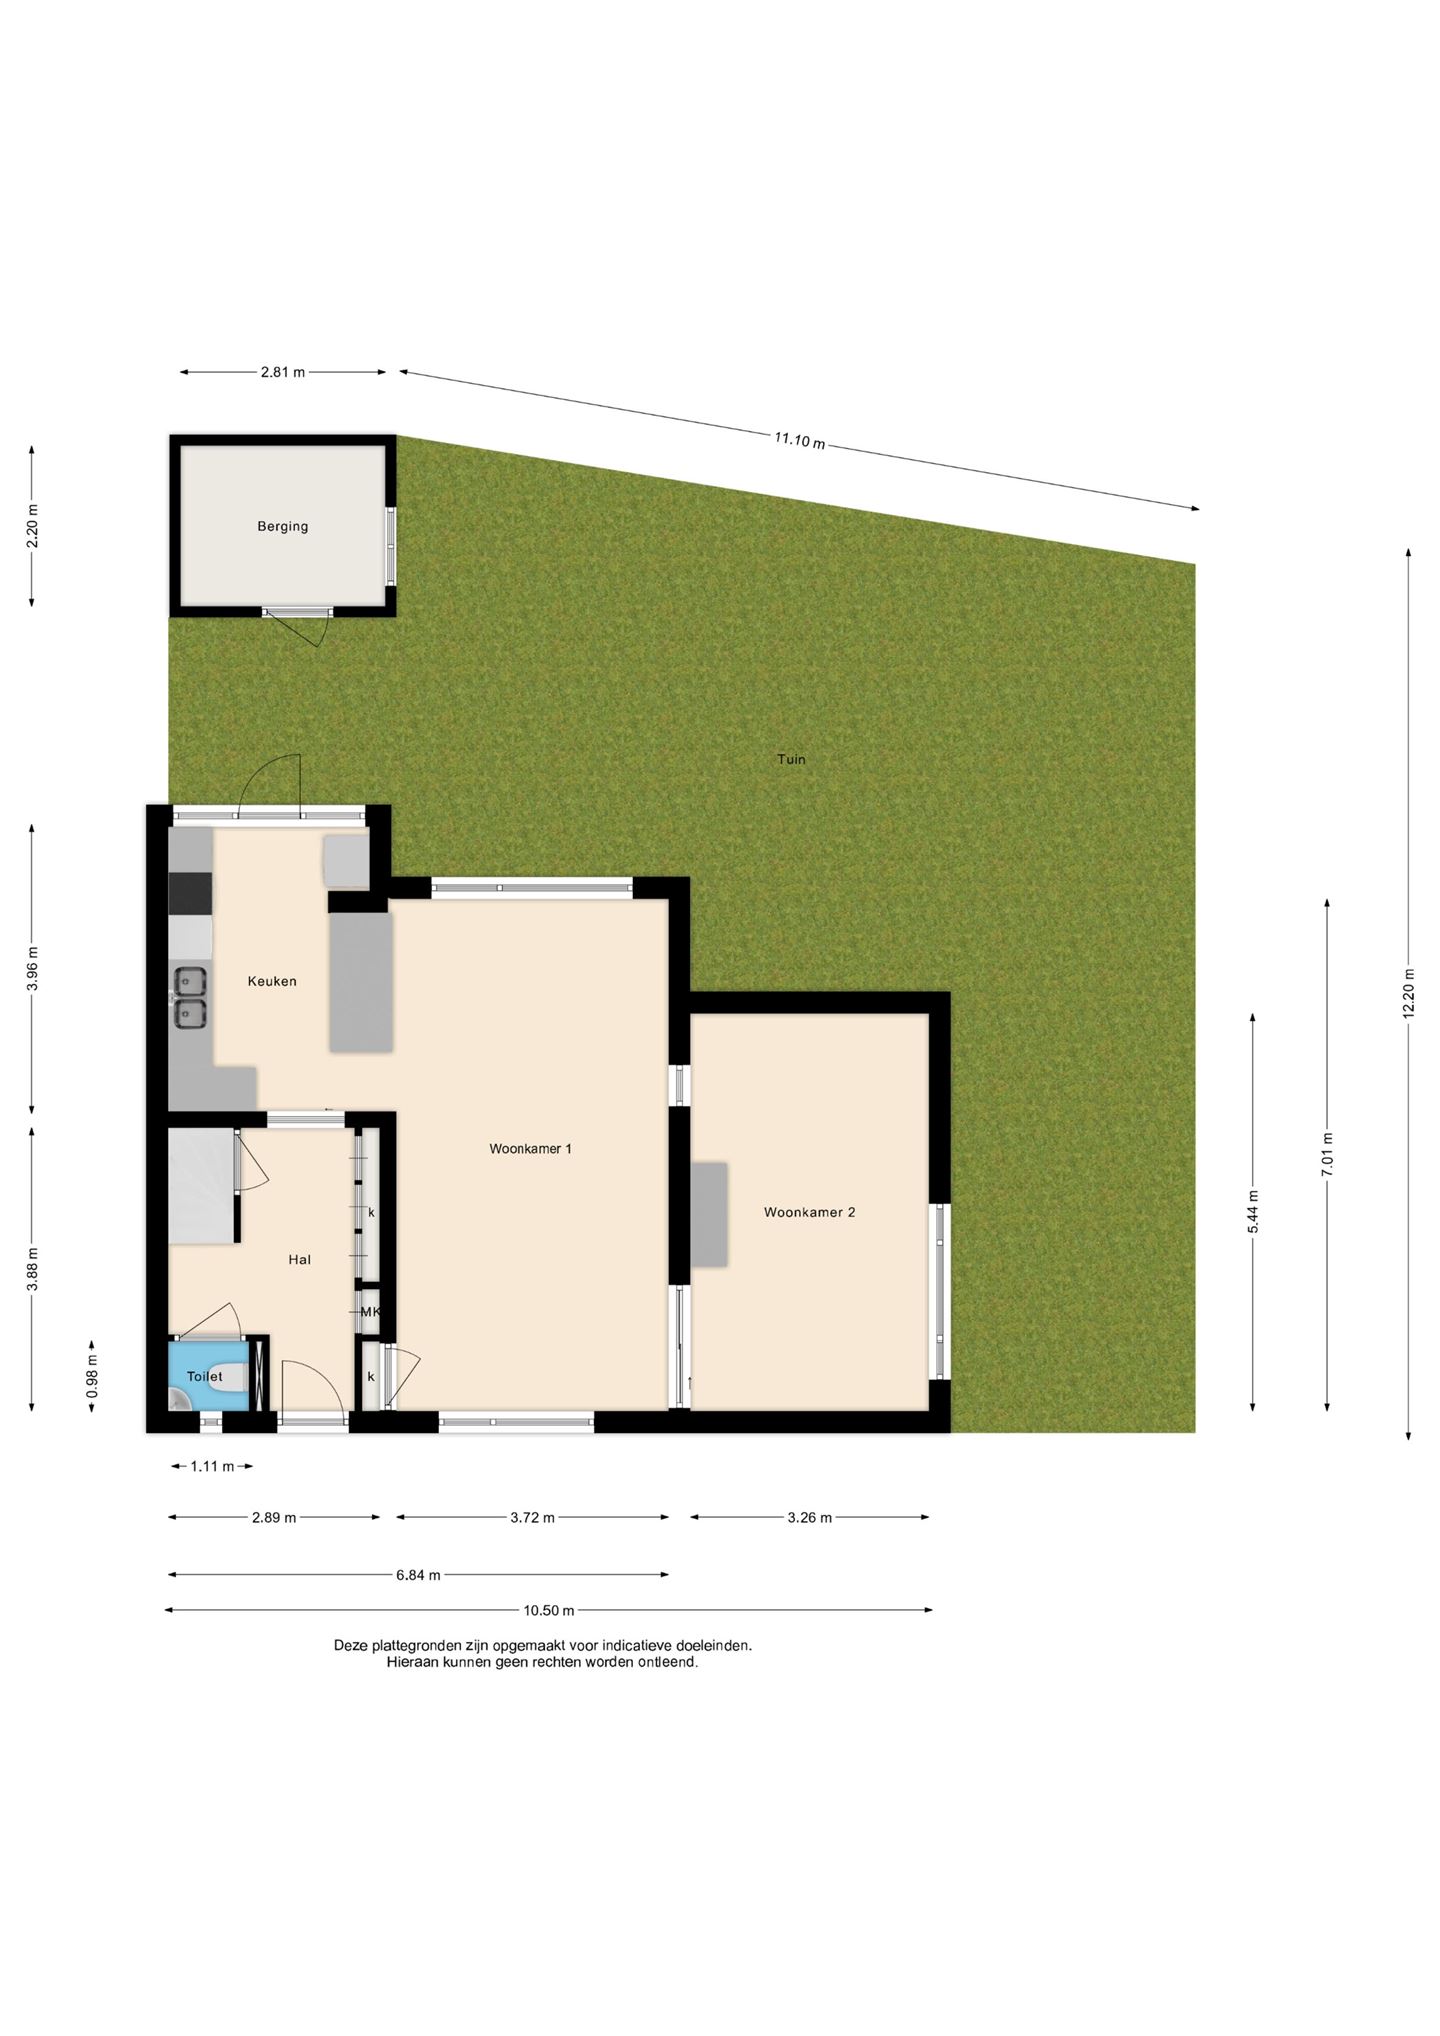 2.81 m
11.10 m
2.20 m
Berging
Tuin
3.96 m
Keuken
12.20 m
Woonkamer 1
7.01 m
k
Woonkamer 2
5.44 m
3.88 m
Hal
MK
0.98 m
Toilet
k
1.11 m
2.89 m
3.72 m
3.26 m
6.84 m
10.50 m
Deze plattegronden zijn opgemaakt voor indicatieve doeleinden.
Hieraan kunnen geen rechten worden ontleend.